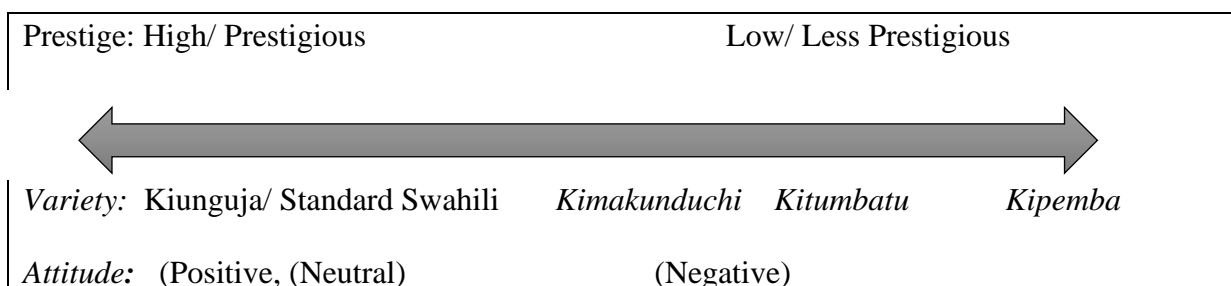 Prestige: High/ Prestigious Low/ Less Prestigious
Variety: Kiunguja/ Standard Swahili Kimakunduchi Kitumbatu Kipemba
Attitude: (Positive, (Neutral) (Negative)